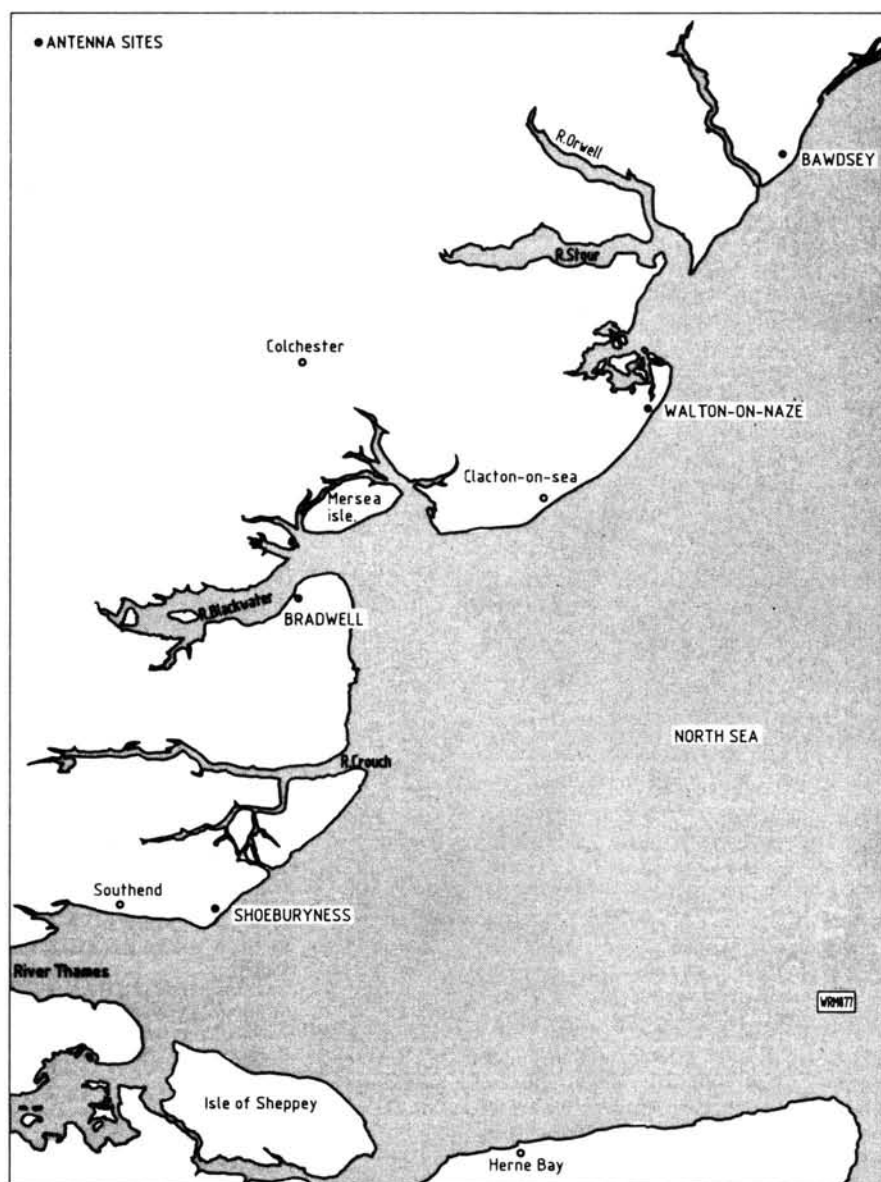 ANTENNA SITES
R.Orwell
BAWDSEY
R.Stour
Colchester
WALTON-ON-NAZE
Clacton-on-sea
Mersea
isle.
R.Blackwater
BRADWELL
NORTH SEA
R.Crouch
Southend
SHOEBURYNESS
River Thames
WRM877
Isle of Sheppey
Herne Bay